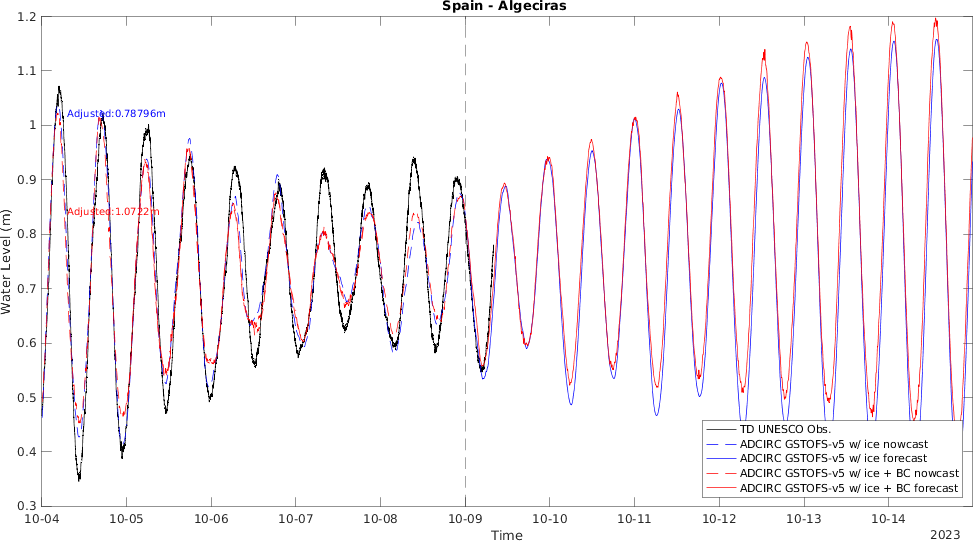 Spain - Algeciras
Water Level (m)
1.2
1.1
1
0.9
0.8
0.7
0.6
0.5
0.4
0.3
Adjusted:0.78796m
Adjusted:1.0722m
TD UNESCO Obs.
ADCIRC GSTOFS-v5 w/ ice nowcast
ADCIRC GSTOFS-v5 w/ ice forecast
ADCIRC GSTOFS-v5 w/ ice + BC nowcast
ADCIRC GSTOFS-v5 w/ ice + BC forecast
10-04 10-05 10-06 10-07 10-08 10-09 10-10 10-11 10-12 10-13 10-14
Time
2023